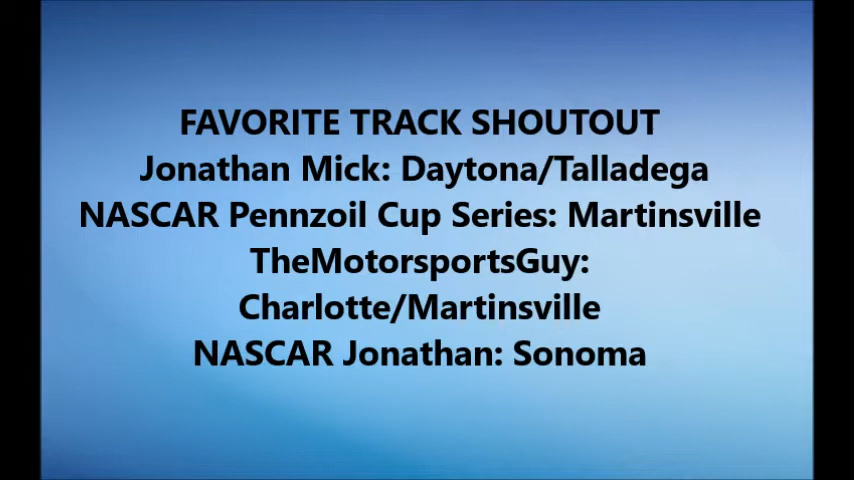 FAVORITE TRACK SHOUTOUT
Jonathan Mick: Daytona/Talladega
NASCAR Pennzoil Cup Series: Martinsville
TheMotorsportsGuy:
Charlotte/Martinsville
NASCAR Jonathan: Sonoma